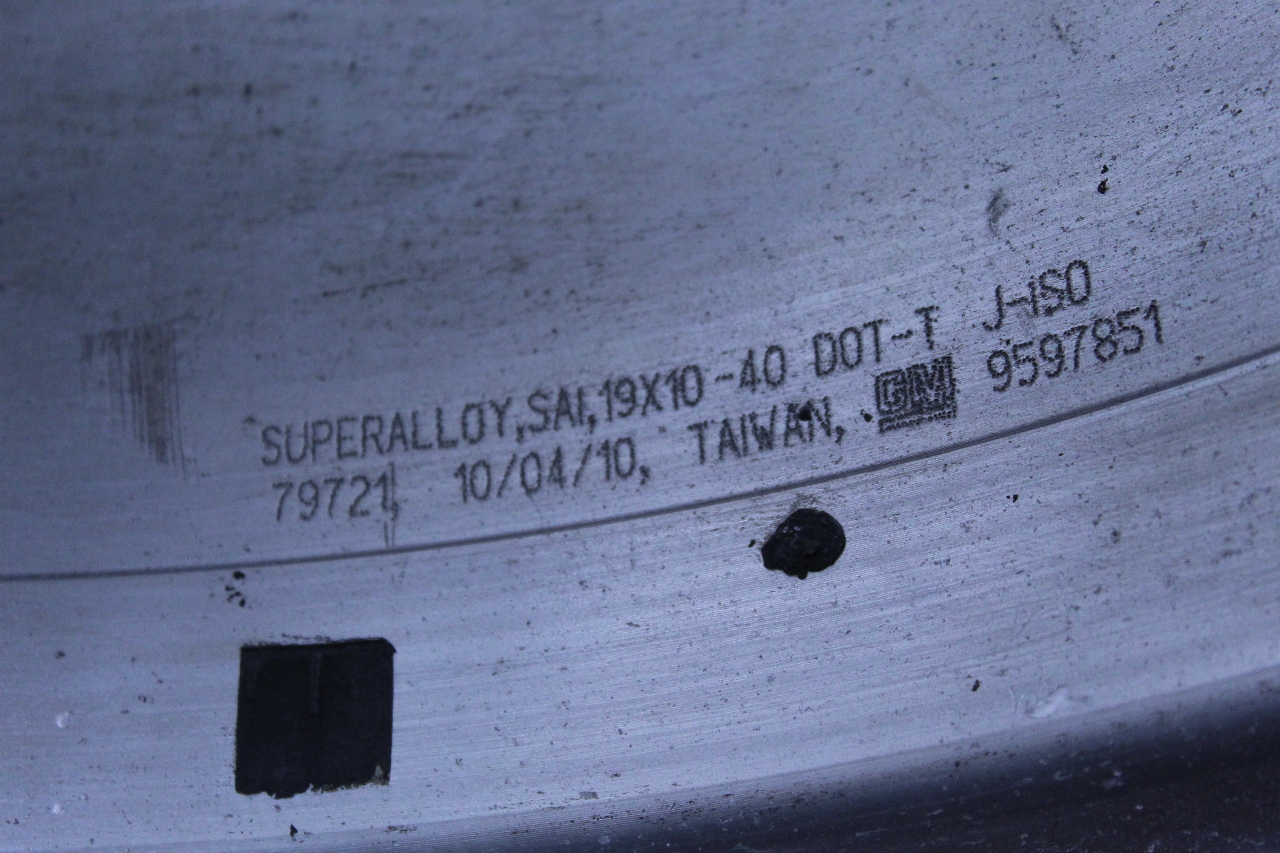 SUPERALLOY,SAI,19X10-40 DOT-T J-iSO
79721, 10/04/10, TAIWAN, GM 9597851